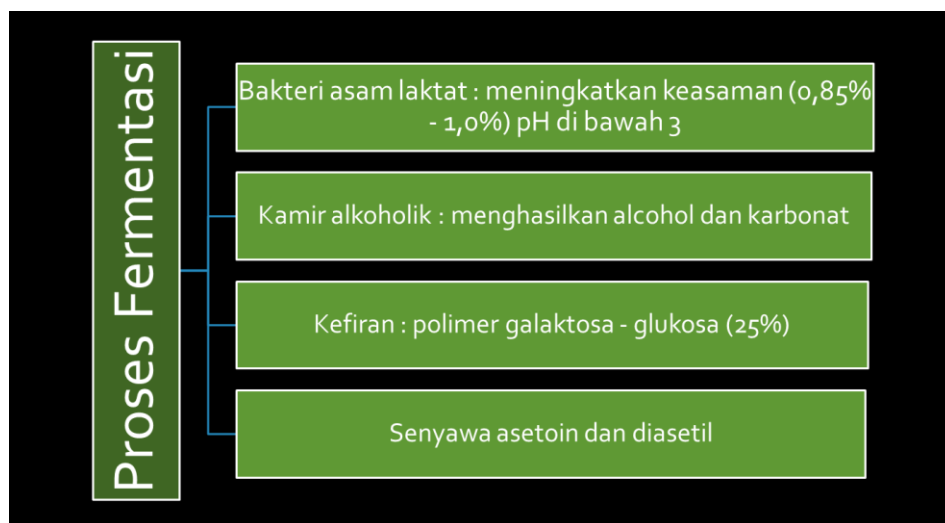 Proses Fermentasi
Bakteri asam laktat : meningkatkan keasaman (0,85%
- 1,0%) pH di bawah 3
Kamir alkoholik : menghasilkan alcohol dan karbonat
Kefiran : polimer galaktosa - glukosa (25%)
Senyawa asetoin dan diasetil